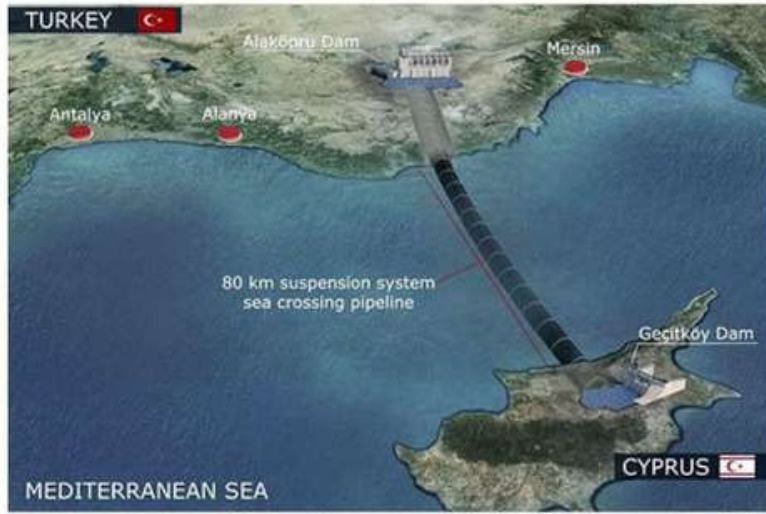 TURKEY
Alaköprü Dam
Mersin
Antalya
Alanya
80 km suspension system
sea crossing pipeline
Geçitköy Dam
CYPRUS
MEDITERRANEAN SEA